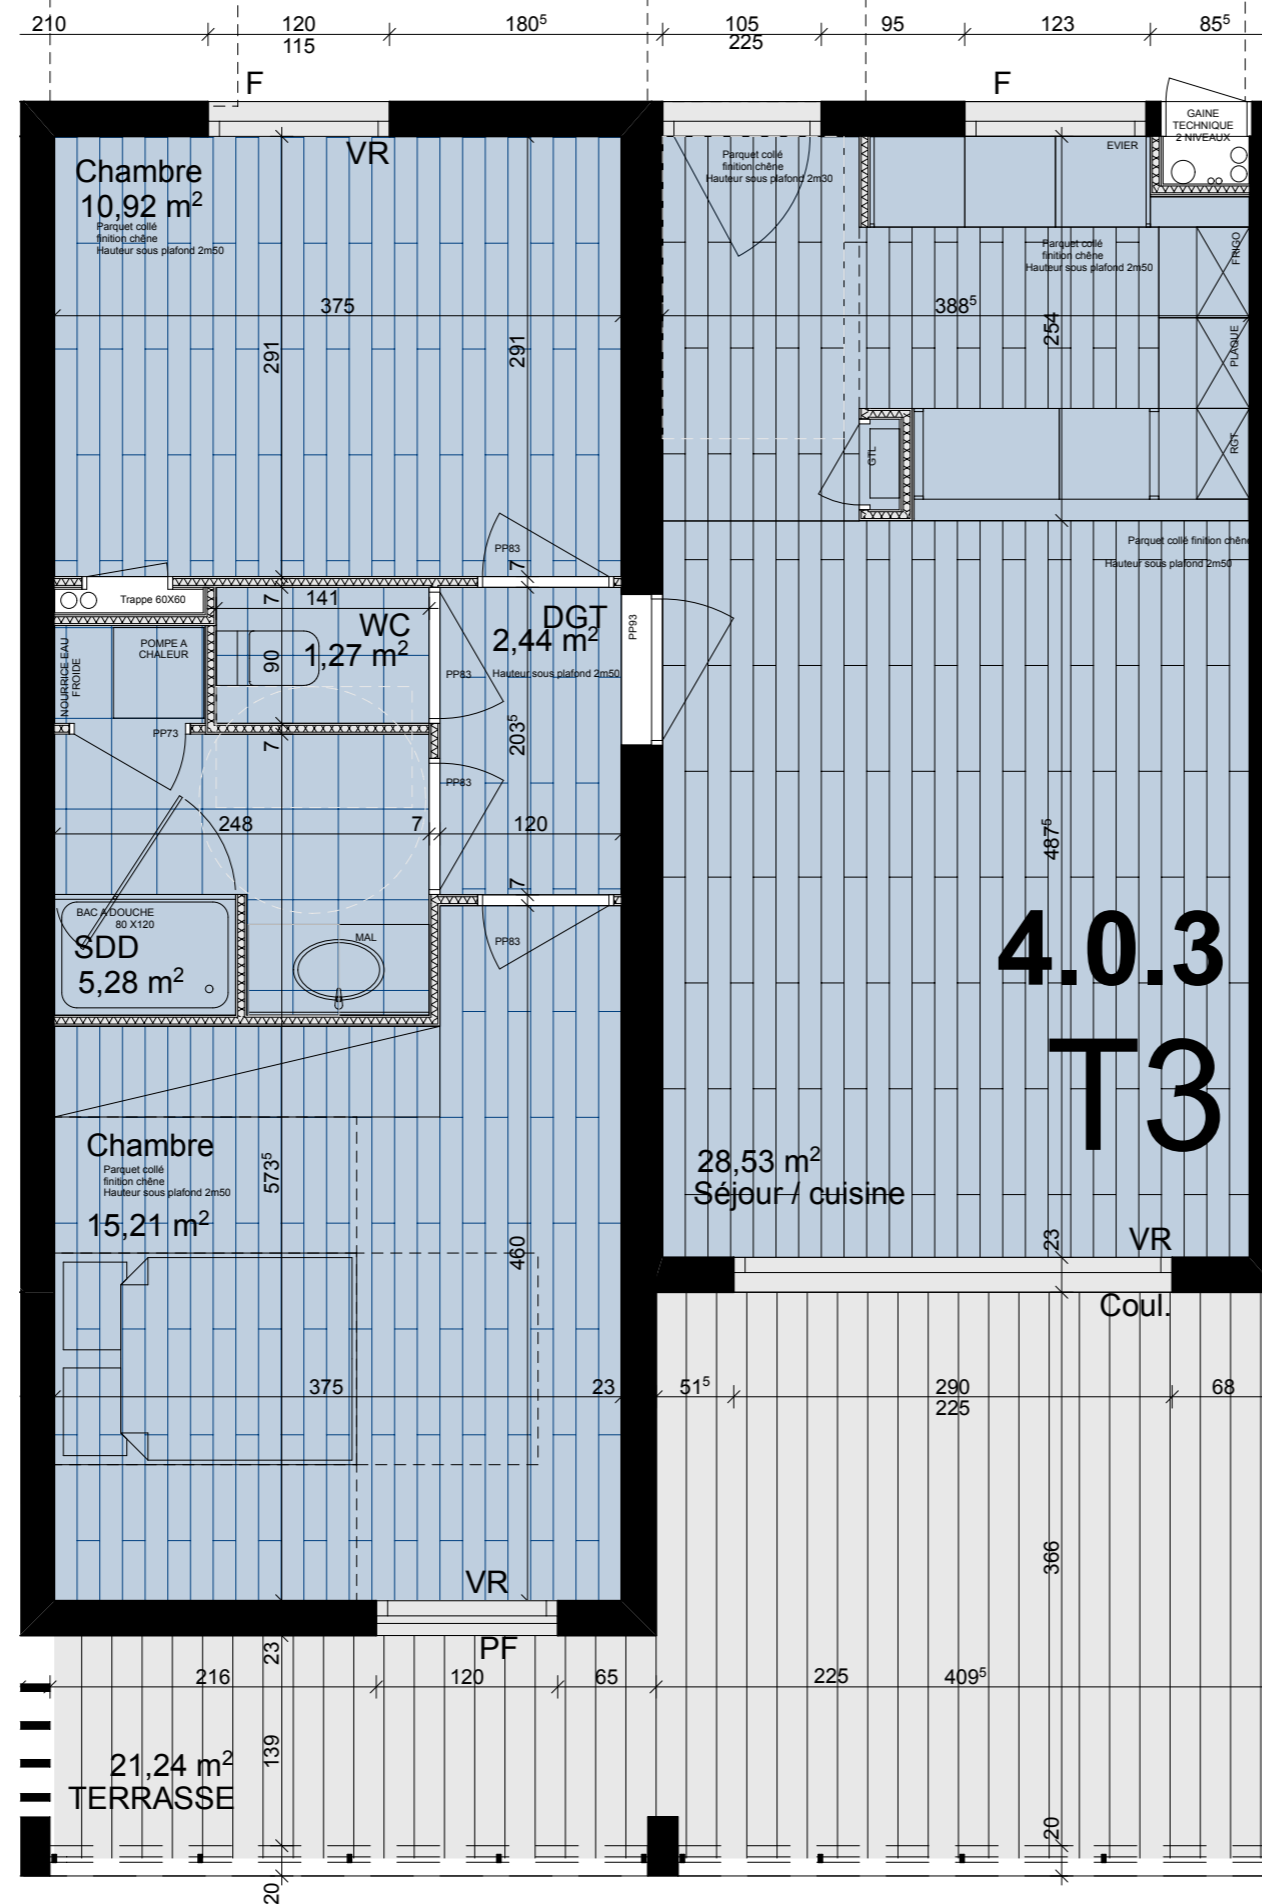 210 120 180⁵ 105 95 123 85⁵
115 225
F F
GAINE
TECHNIQUE
2 NIVEAUX
VR
EVIER
Chambre
10,92 m²
Parquet collé
finition chêne
Hauteur sous plafond 2m50
Parquet collé
finition chêne
Hauteur sous plafond 2m30
Parquet collé
finition chêne
Hauteur sous plafond 2m50
FRIGO
375
388⁵
291
291
254
PLAQUE
GTL
RGT
Parquet collé finition chêne
Hauteur sous plafond 2m50
PP83
7
Trappe 60X60
7
141
WC
1,27 m²
DGT
2,44 m²
Hauteur sous plafond 2m50
PP93
NOURRICE EAU
FROIDE
POMPE A
CHALEUR
90
PP83
PP73
7
203⁵
PP83
248 7 120
487⁵
7
BAC A DOUCHE
80 X120
SDD
5,28 m²
MAL
PP83
4.0.3
T3
Chambre
Parquet collé
finition chêne
Hauteur sous plafond 2m50
15,21 m²
573⁵
460
28,53 m²
Séjour / cuisine
23
VR
Coul.
375 23 51⁵ 290 68
225
366
VR
PF
23
216 120 65 225 409⁵
139
21,24 m²
TERRASSE
20
20